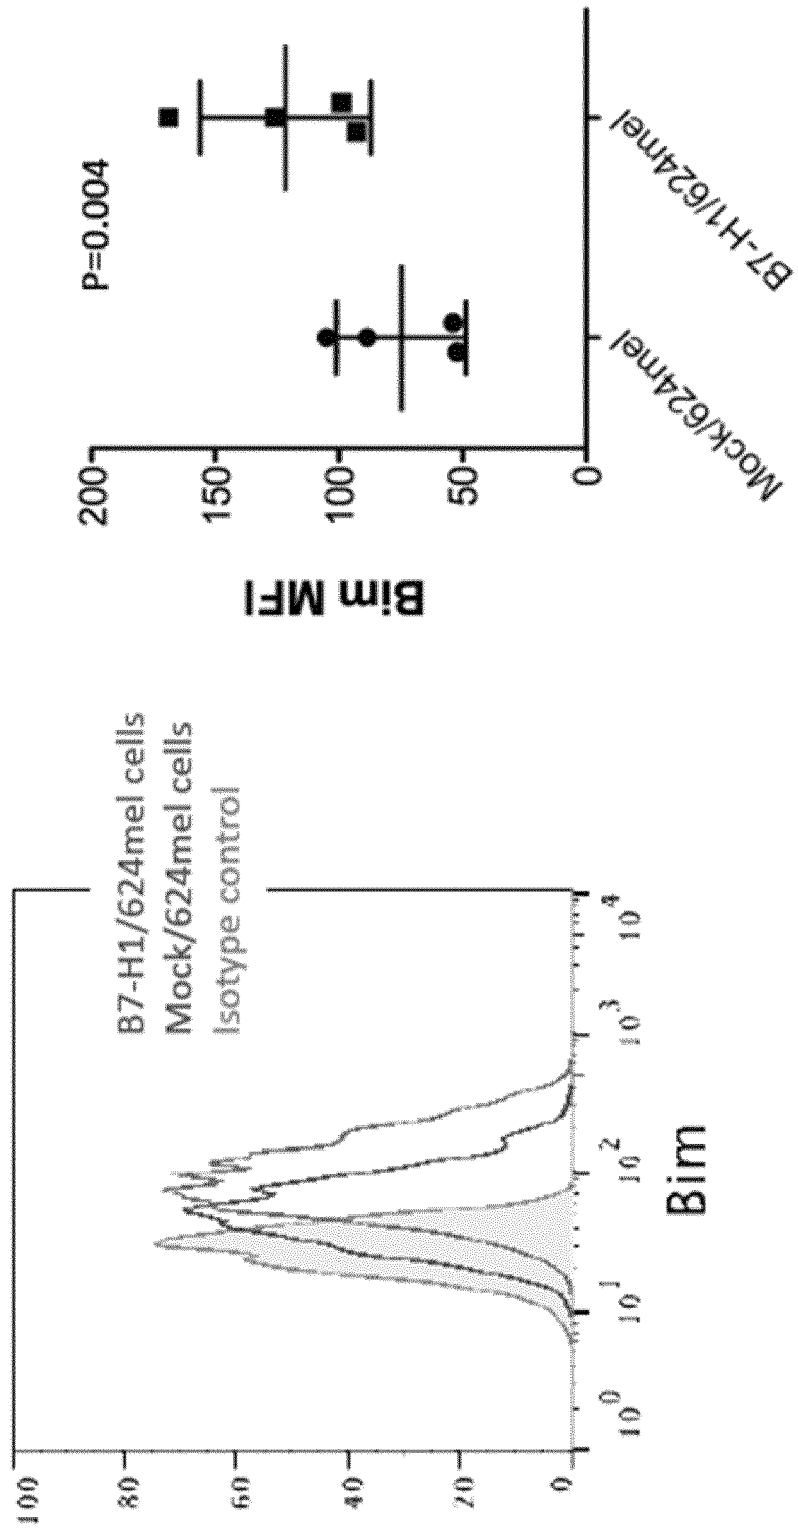 100
80
60
40
20
0
10^0
10^1
10^2
10^3
10^4
Bim
B7-H1/624mel cells
Mock/624mel cells
Isotype control
Bim MFI
200
150
100
50
0
P=0.004
Mock/624mel
B7-H1/624mel